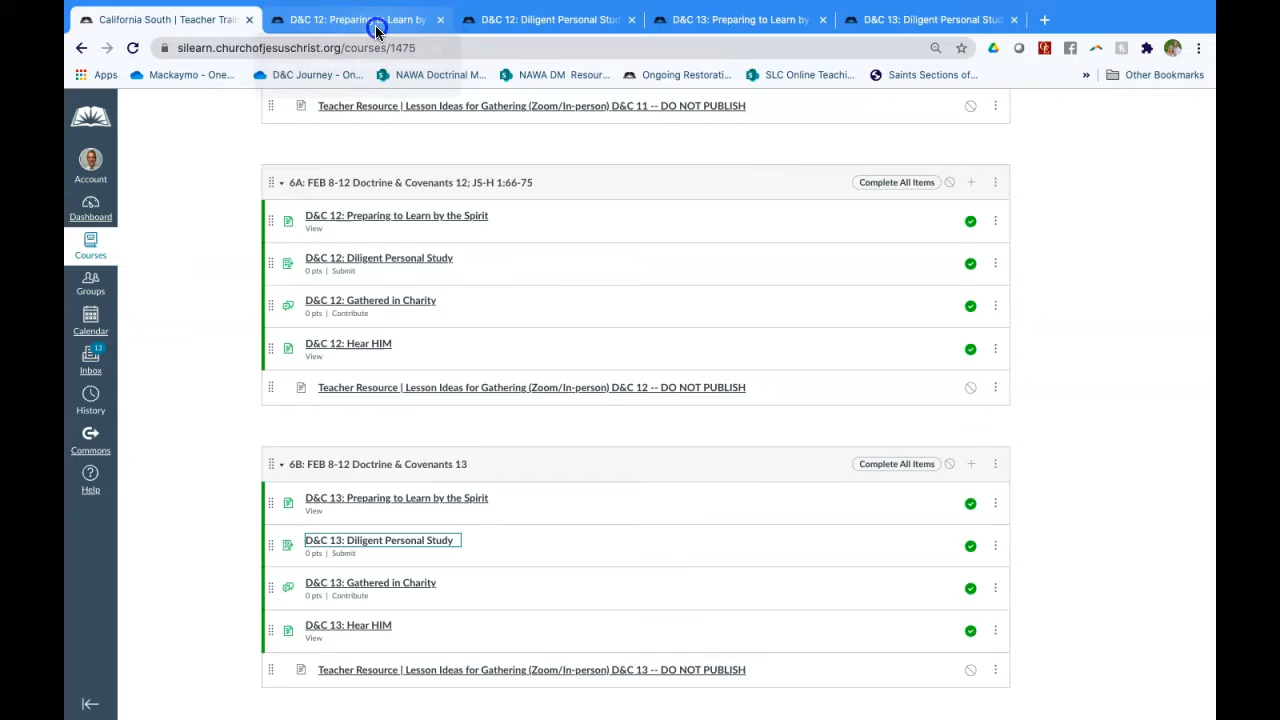 California South | Teacher Trai
D&C 12: Preparing to Learn by
D&C 12: Diligent Personal Stud
D&C 13: Preparing to Learn by
D&C 13: Diligent Personal Stud
silearn.churchofjesuschrist.org/courses/1475
Apps
Mackaymo - One...
D&C Journey - On...
NAWA Doctrinal M...
NAWA DM Resour...
Ongoing Restorati...
SLC Online Teachi...
Saints Sections of...
»
Other Bookmarks
Account
Dashboard
Courses
Groups
Calendar
13
Inbox
History
Commons
Help
Teacher Resource | Lesson Ideas for Gathering (Zoom/In-person) D&C 11 -- DO NOT PUBLISH
6A: FEB 8-12 Doctrine & Covenants 12; JS-H 1:66-75
Complete All Items
D&C 12: Preparing to Learn by the Spirit
View
D&C 12: Diligent Personal Study
0 pts | Submit
D&C 12: Gathered in Charity
0 pts | Contribute
D&C 12: Hear HIM
View
Teacher Resource | Lesson Ideas for Gathering (Zoom/In-person) D&C 12 -- DO NOT PUBLISH
6B: FEB 8-12 Doctrine & Covenants 13
Complete All Items
D&C 13: Preparing to Learn by the Spirit
View
D&C 13: Diligent Personal Study
0 pts | Submit
D&C 13: Gathered in Charity
0 pts | Contribute
D&C 13: Hear HIM
View
Teacher Resource | Lesson Ideas for Gathering (Zoom/In-person) D&C 13 -- DO NOT PUBLISH